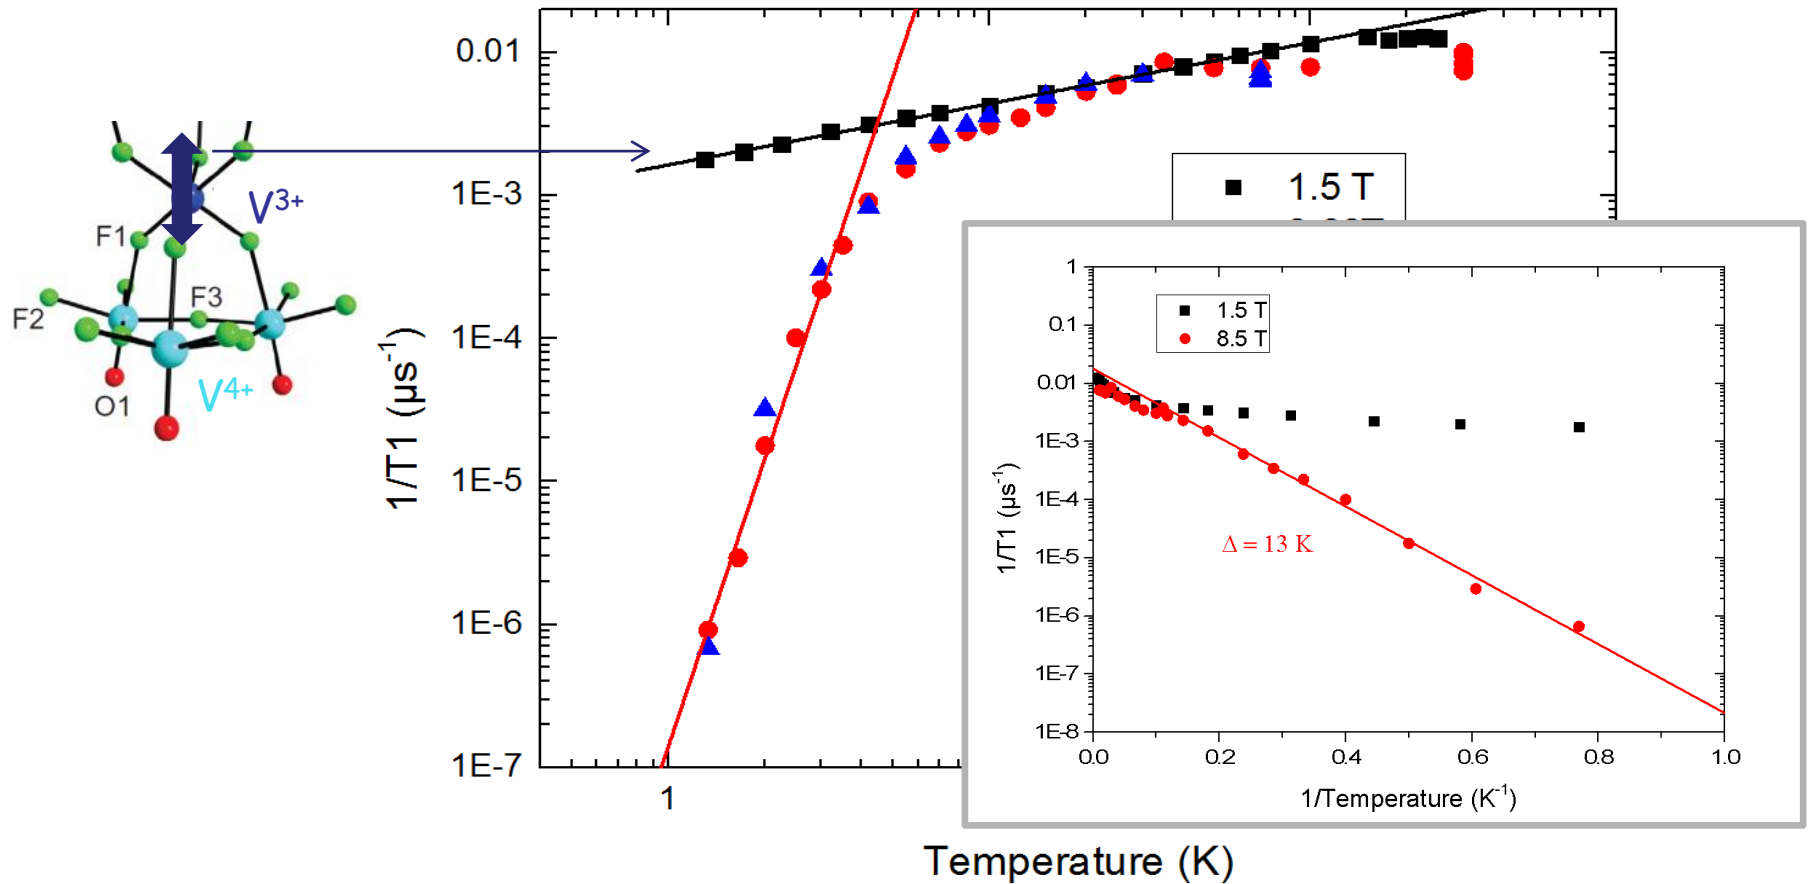 V3+
F1
F2
F3
V4+
O1
0.01
1E-3
1E-4
1E-5
1E-6
1E-7
1/T1 (µs-1)
1
Temperature (K)
1.5 T
1
0.1
0.01
1E-3
1E-4
1E-5
1E-6
1E-7
1E-8
1/T1 (µs-1)
1.5 T
8.5 T
Δ = 13 K
0.0 0.2 0.4 0.6 0.8 1.0
1/Temperature (K-1)